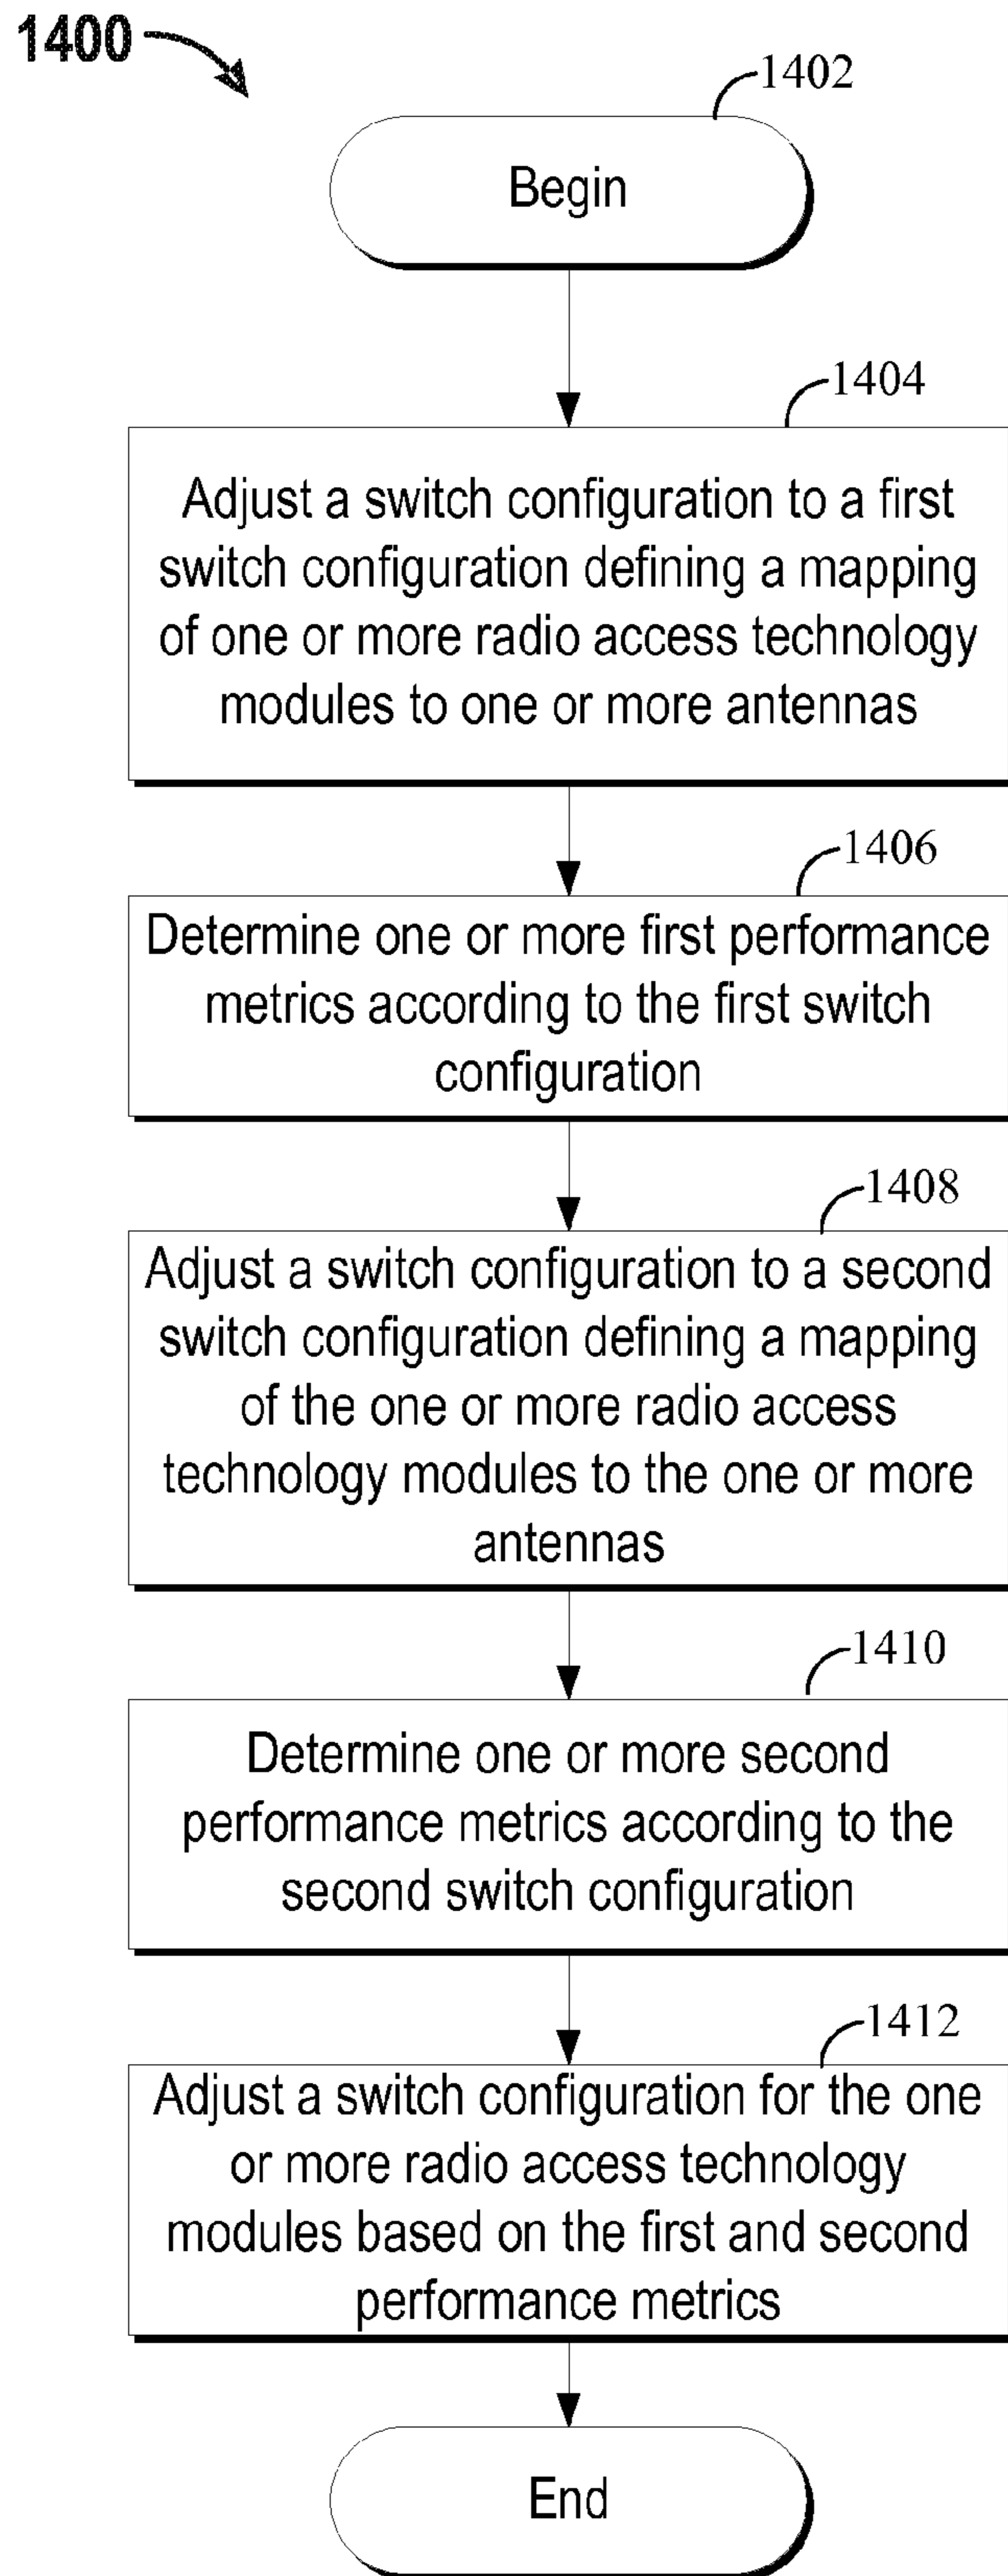 1400
1402
Begin
1404
Adjust a switch configuration to a first
switch configuration defining a mapping
of one or more radio access technology
modules to one or more antennas
1406
Determine one or more first performance
metrics according to the first switch
configuration
1408
Adjust a switch configuration to a second
switch configuration defining a mapping
of the one or more radio access
technology modules to the one or more
antennas
1410
Determine one or more second
performance metrics according to the
second switch configuration
1412
Adjust a switch configuration for the one
or more radio access technology
modules based on the first and second
performance metrics
End